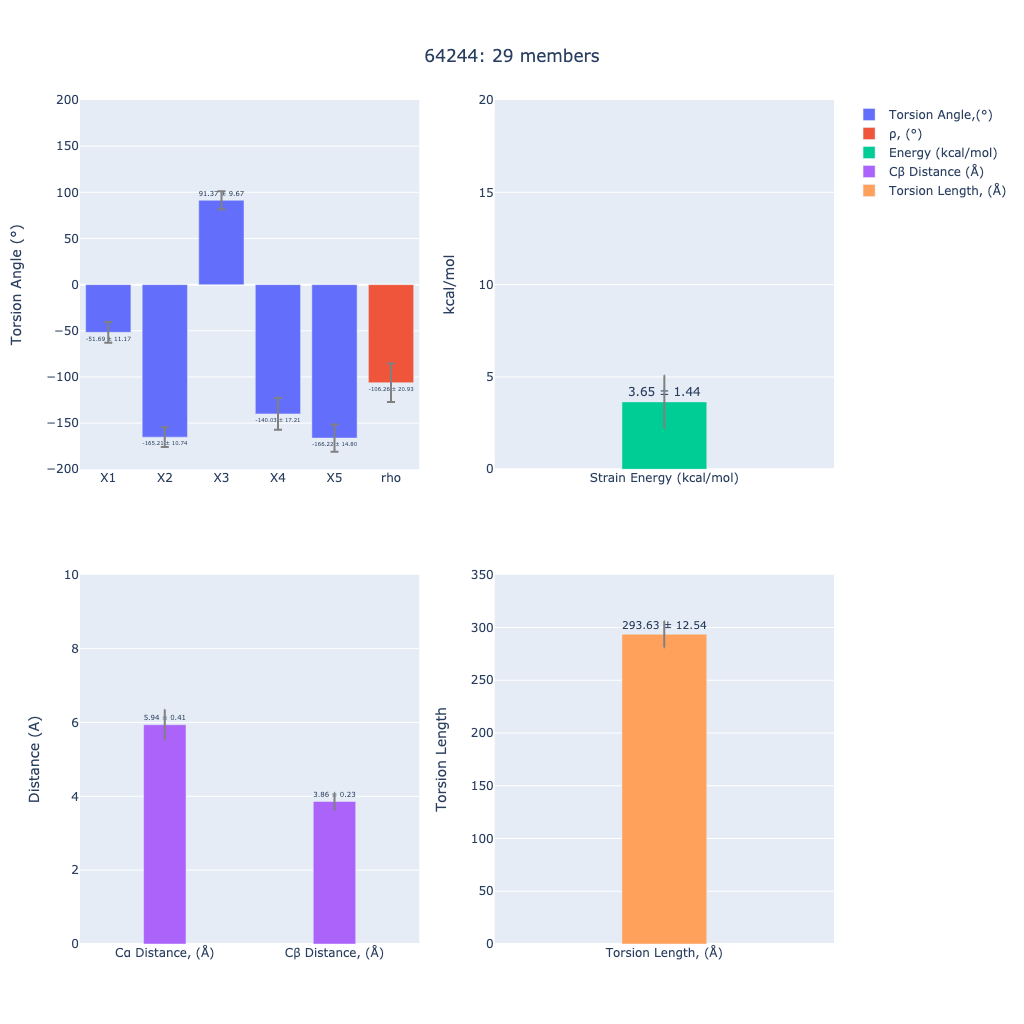 64244: 29 members
Torsion Angle (°)
200
150
100
50
0
−50
−100
−150
−200
-51.69 ± 11.17
-165.21 ± 10.74
91.37 ± 9.67
-140.03 ± 17.21
-166.22 ± 14.80
-106.26 ± 20.93
X1 X2 X3 X4 X5 rho
kcal/mol
20
15
10
5
0
3.65 ± 1.44
Strain Energy (kcal/mol)
Torsion Angle,(°)
ρ, (°)
Energy (kcal/mol)
Cβ Distance (Å)
Torsion Length, (Å)
Distance (A)
10
8
6
4
2
0
5.94 ± 0.41
3.86 ± 0.23
Cα Distance, (Å) Cβ Distance, (Å)
Torsion Length
350
300
250
200
150
100
50
0
293.63 ± 12.54
Torsion Length, (Å)